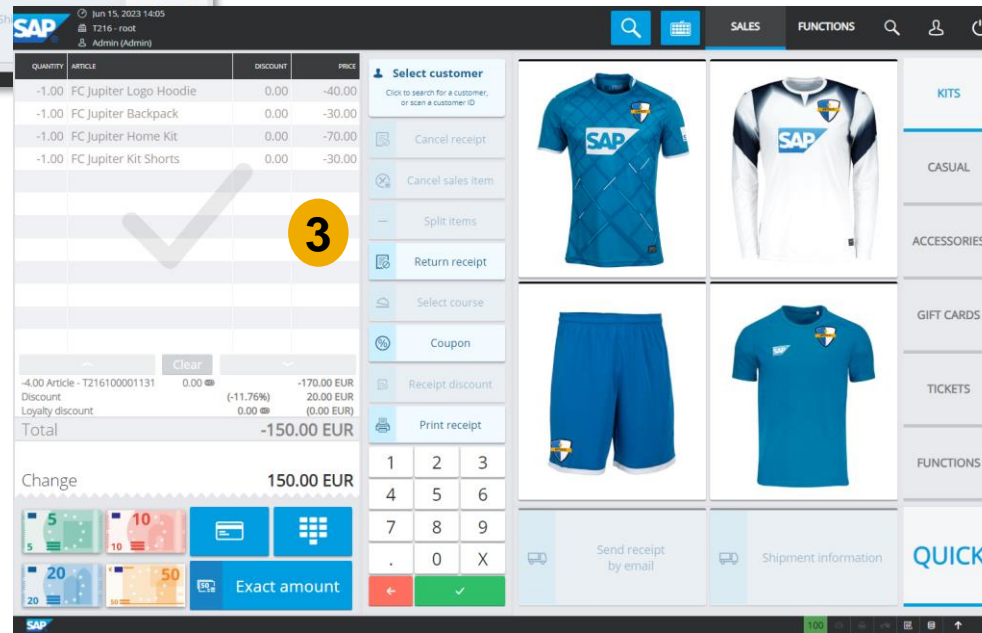 SAP
Jun 15, 2023 14:05
T216 - root
Admin (Admin)
SALES
FUNCTIONS
QUANTITY ARTICLE DISCOUNT PRICE
-1.00 FC Jupiter Logo Hoodie 0.00 -40.00
-1.00 FC Jupiter Backpack 0.00 -30.00
-1.00 FC Jupiter Home Kit 0.00 -70.00
-1.00 FC Jupiter Kit Shorts 0.00 -30.00
3
Clear
-4.00 Article - T216100001131 0.00 -170.00 EUR
Discount (-11.76%) 20.00 EUR
Loyalty discount 0.00 (0.00 EUR)
Total -150.00 EUR
Change 150.00 EUR
5
5
10
10
20
20
50
50
Exact amount
Select customer
Click to search for a customer,
or scan a customer ID
Cancel receipt
Cancel sales item
Split items
Return receipt
Select course
Coupon
Receipt discount
Print receipt
1 2 3
4 5 6
7 8 9
. 0 X
SAP
SAP
SAP
Send receipt
by email
Shipment information
KITS
CASUAL
ACCESSORIES
GIFT CARDS
TICKETS
FUNCTIONS
QUICK
SAP
100